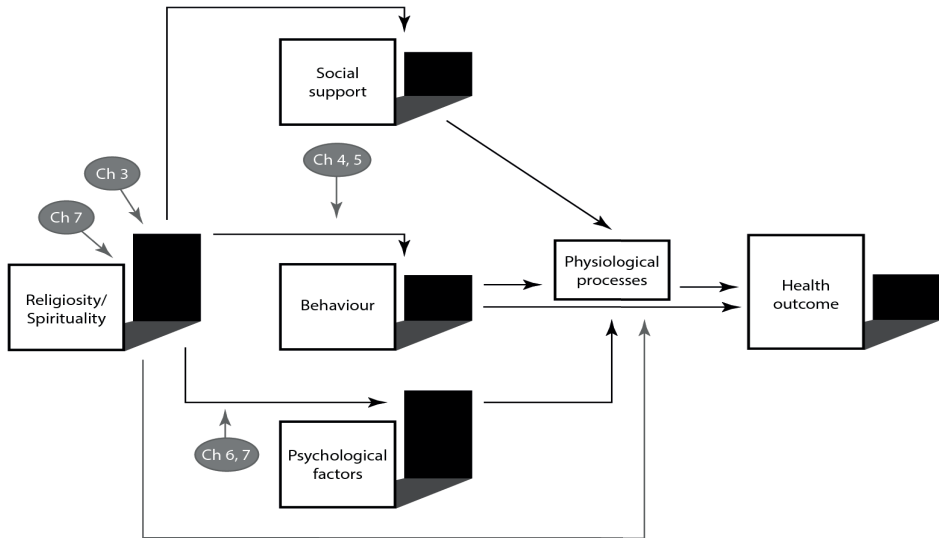 Social
support
Ch 4, 5
Ch 3
Ch 7
Religiosity/
Spirituality
Behaviour
Physiological
processes
Health
outcome
Ch 6, 7
Psychological
factors